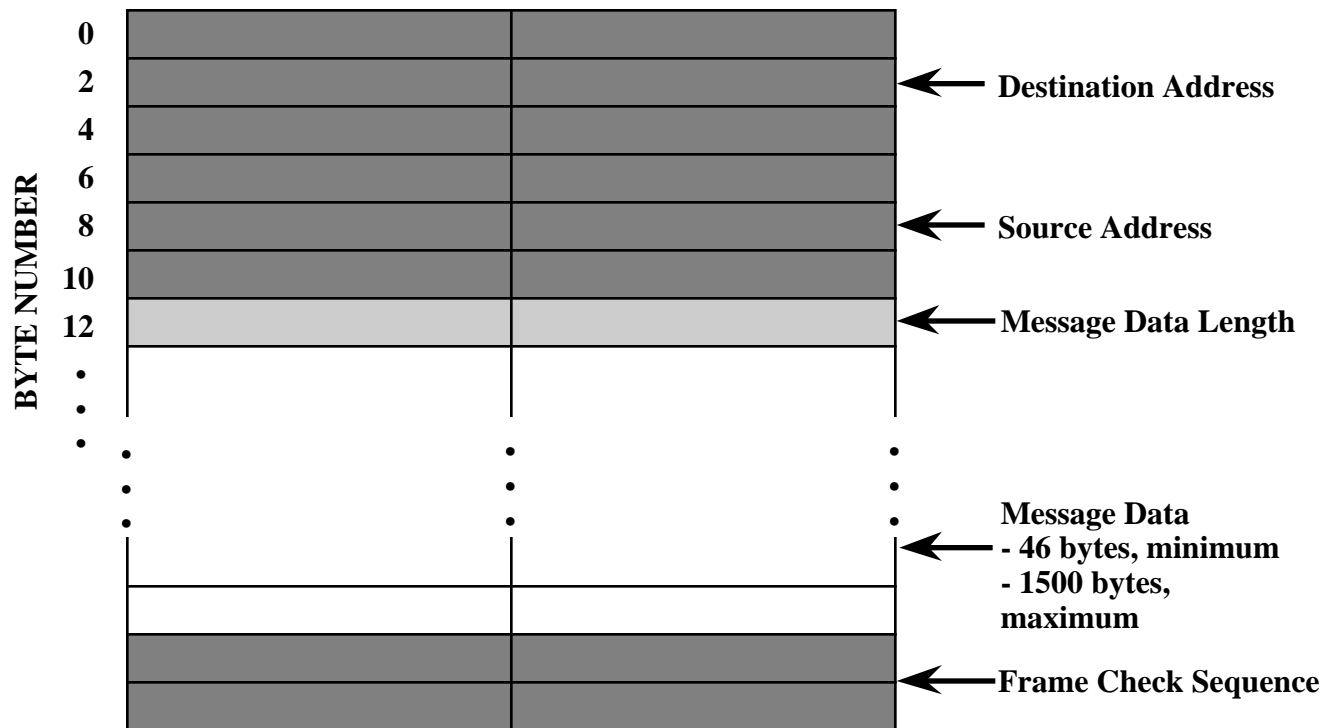 BYTE NUMBER
0
2
4
6
8
10
12
Destination Address
Source Address
Message Data Length
Message Data
- 46 bytes, minimum
- 1500 bytes,
maximum
Frame Check Sequence